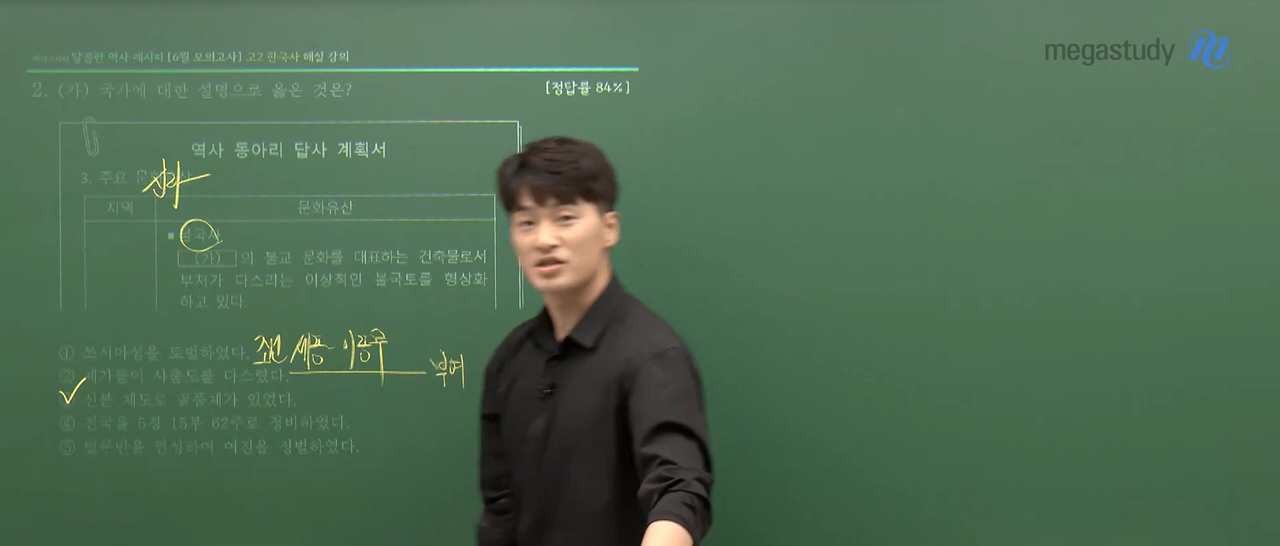 megastudy
달콤한 역사 레시피 [6월 모의고사] 고2 한국사 해설 강의
2. (가) 국가에 대한 설명으로 옳은 것은?
[정답률 84%]
역사 동아리 답사 계획서
3. 주요
신라
지역
문화유산
■ 불국사
(가) 의 불교 문화를 대표하는 건축물로서
부처가 다스리는 이상적인 불국토를 형상화
하고 있다.
① 쓰시마섬을 토벌하였다. 조선 세종 이종무
② 제가들이 사출도를 다스렸다. 부여
③ 신분 제도로 골품제가 있었다.
④ 전국을 5경 15부 62주로 정비하였다.
⑤ 별무반을 편성하여 여진을 정벌하였다.